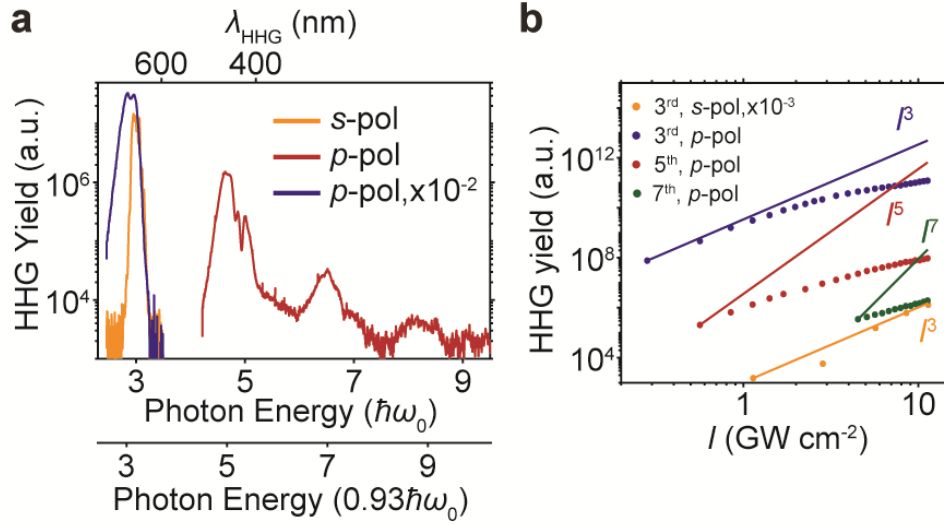 a
λHHG (nm)
600 400
HHG Yield (a.u.)
10⁶
10⁴
s-pol
p-pol
p-pol,x10⁻²
3 5 7 9
Photon Energy (ħω₀)
3 5 7 9
Photon Energy (0.93ħω₀)
b
HHG yield (a.u.)
10¹²
10⁸
10⁴
3ʳᵈ, s-pol,x10⁻³
3ʳᵈ, p-pol
5ᵗʰ, p-pol
7ᵗʰ, p-pol
I³
I⁵
I⁷
I³
1 10
I (GW cm⁻²)